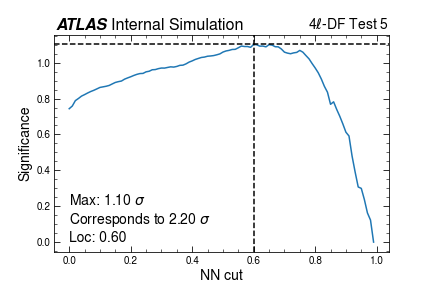 ATLAS Internal Simulation
4ℓ-DF Test 5
Significance
1.0
0.8
0.6
0.4
0.2
0.0
Max: 1.10 σ
Corresponds to 2.20 σ
Loc: 0.60
0.0 0.2 0.4 0.6 0.8 1.0
NN cut